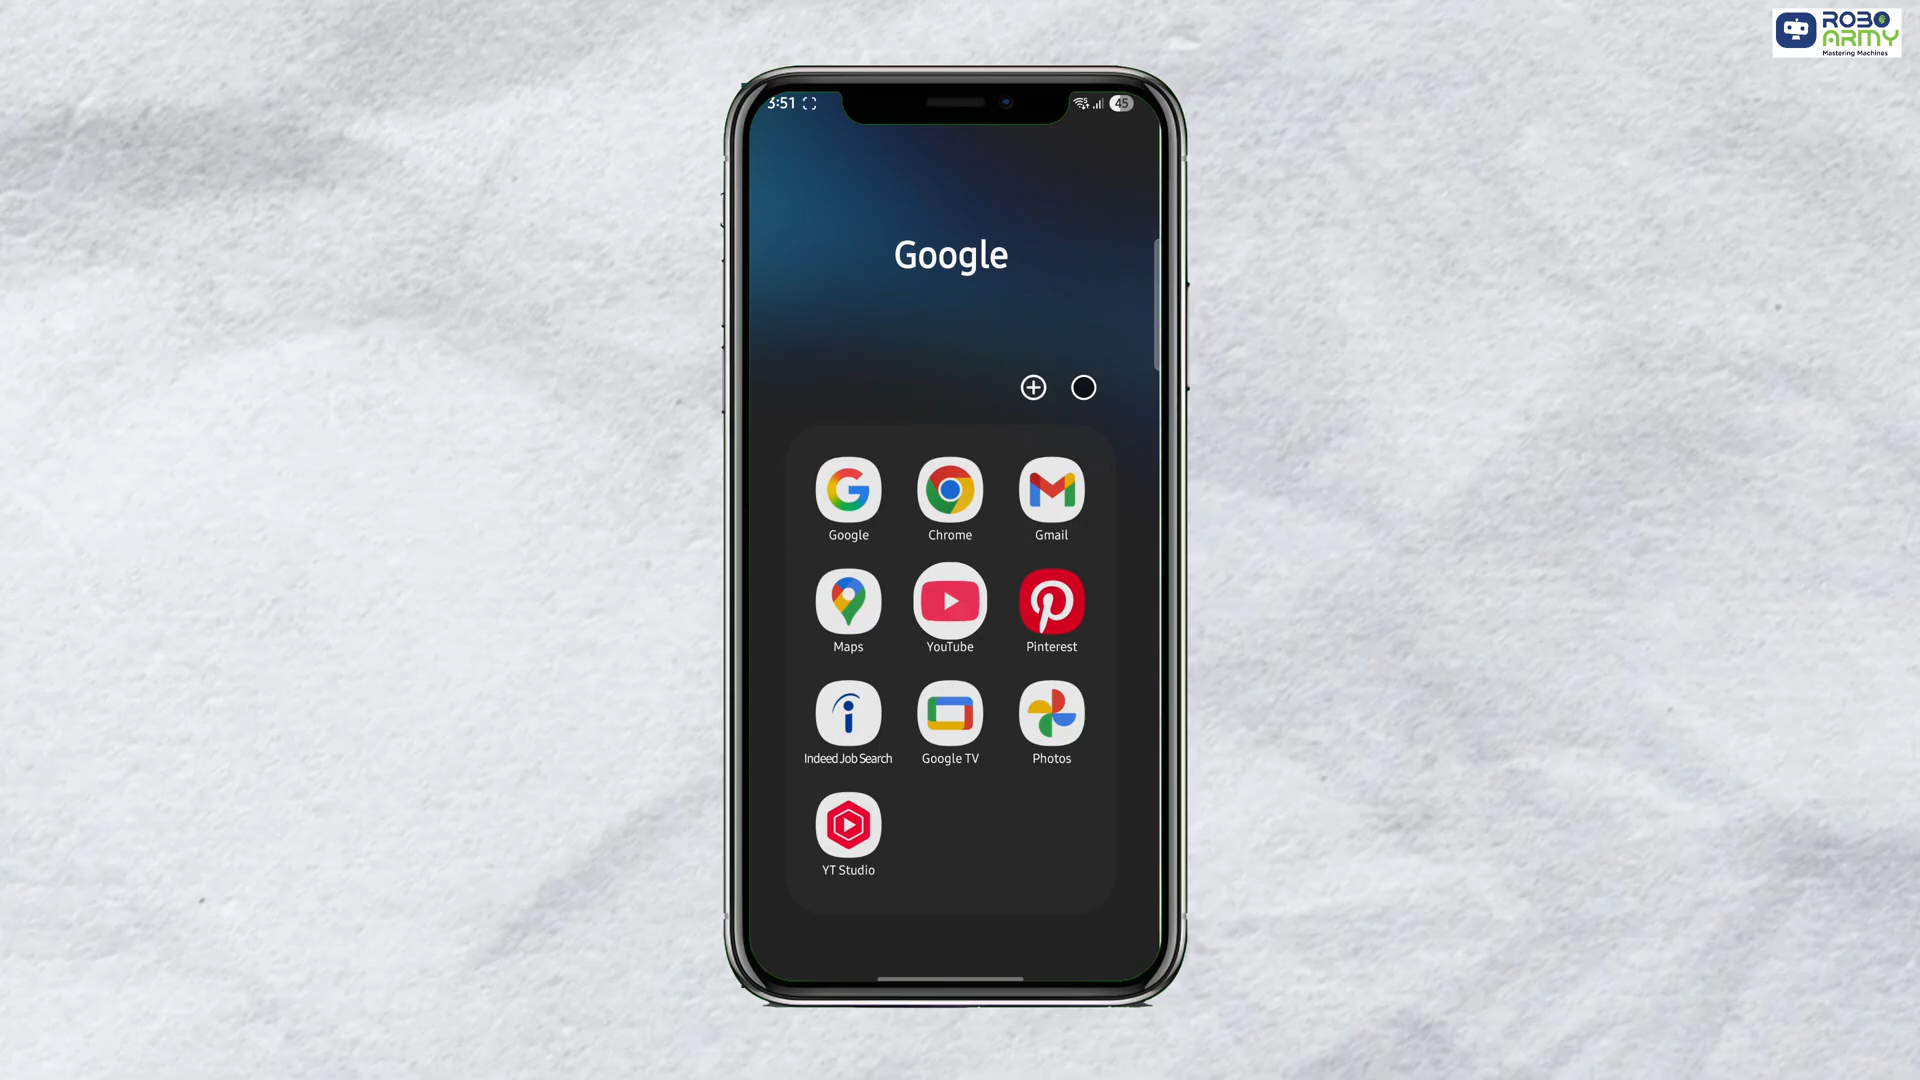 ROBO
ARMY
Mastering Machines
3:51
45
Google
Google
Chrome
Gmail
Maps
YouTube
Pinterest
Indeed Job Search
Google TV
Photos
YT Studio